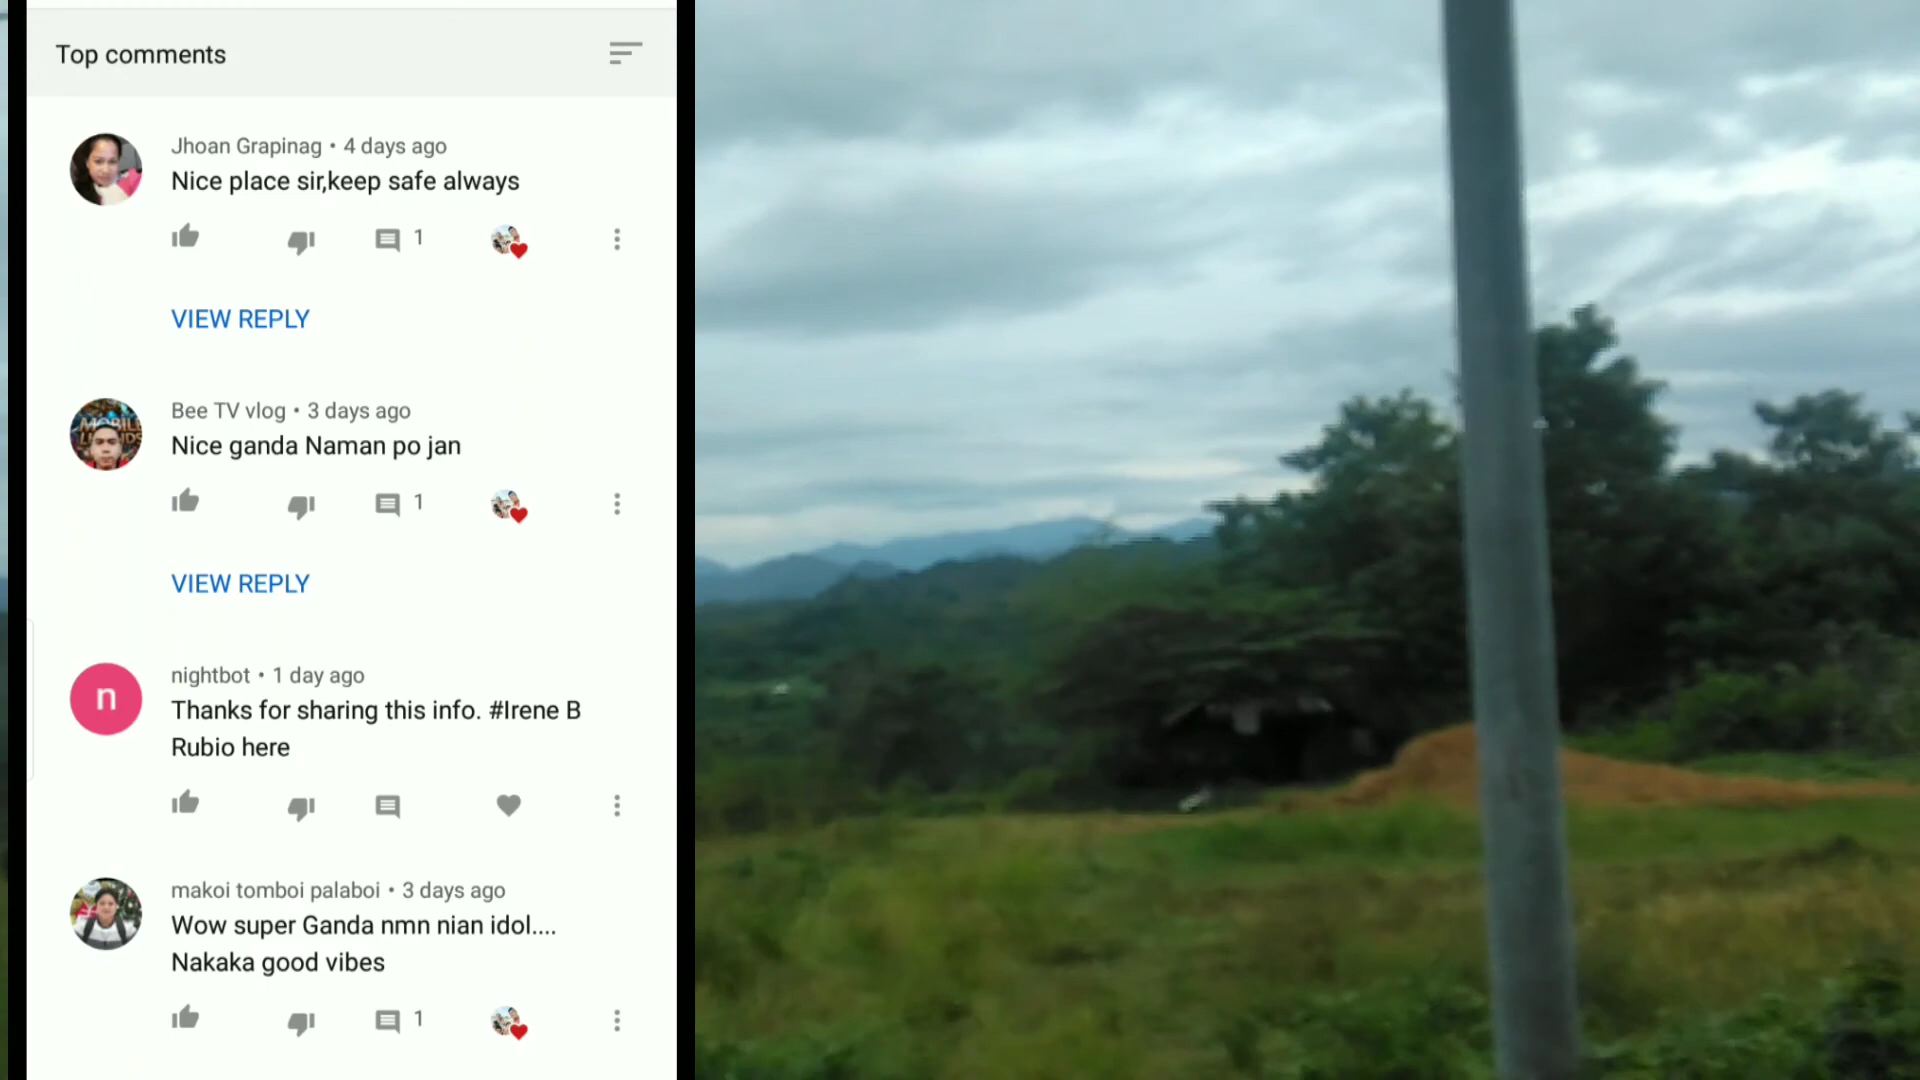 Top comments
Jhoan Grapinag • 4 days ago
Nice place sir,keep safe always
1
VIEW REPLY
Bee TV vlog • 3 days ago
Nice ganda Naman po jan
1
VIEW REPLY
n
nightbot • 1 day ago
Thanks for sharing this info. #Irene B
Rubio here
makoi tomboi palaboi • 3 days ago
Wow super Ganda nmn nian idol....
Nakaka good vibes
1